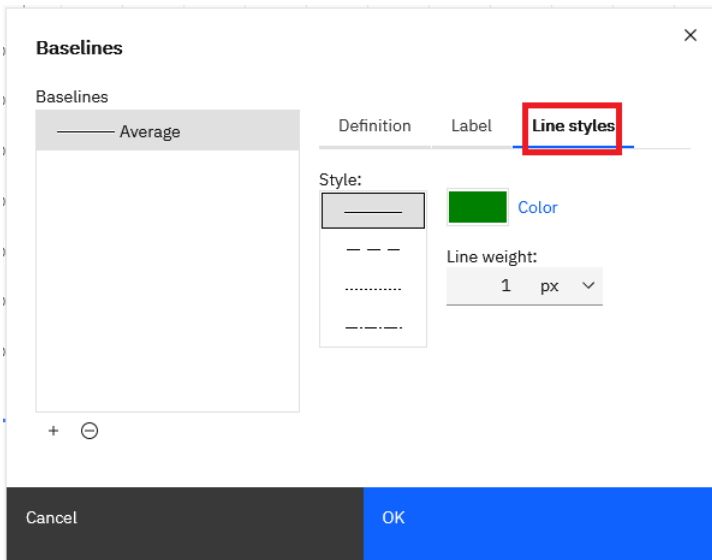 Baselines
Baselines
Average
Definition Label Line styles
Style:
Color
Line weight:
1 px
Cancel OK